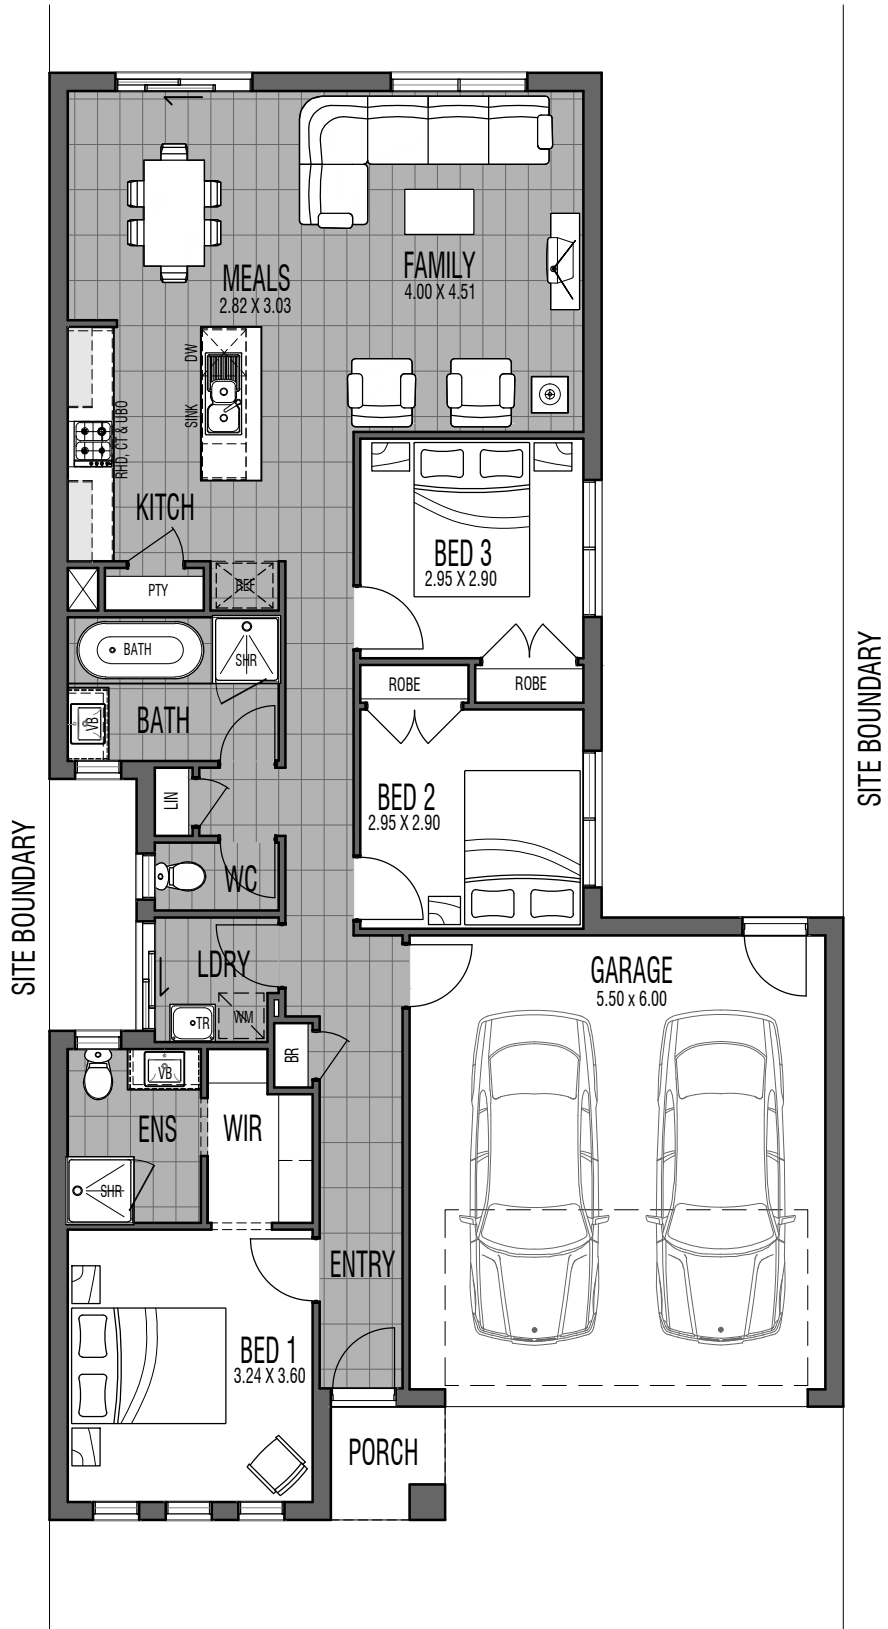 MEALS
2.82 X 3.03
FAMILY
4.00 X 4.51
DW
SINK
RHD, CT & UBO
KITCH
PTY
REF
BED 3
2.95 X 2.90
BATH
SHR
ROBE
ROBE
VB
BATH
LIN
BED 2
2.95 X 2.90
WC
SITE BOUNDARY
SITE BOUNDARY
LDRY
TR
WM
GARAGE
5.50 x 6.00
BR
VB
ENS
WIR
SHR
ENTRY
BED 1
3.24 X 3.60
PORCH